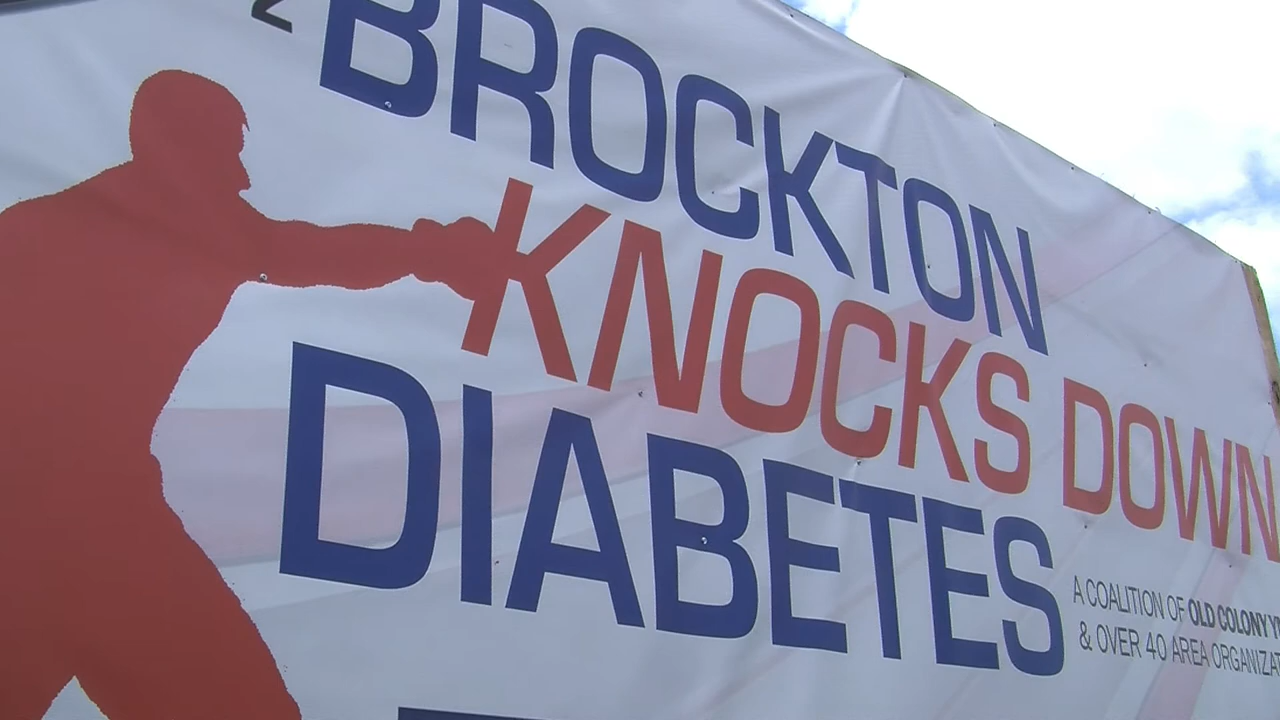 BROCKTON
KNOCKS DOWN
DIABETES
A COALITION OF OLD COLONY
& OVER 40 AREA